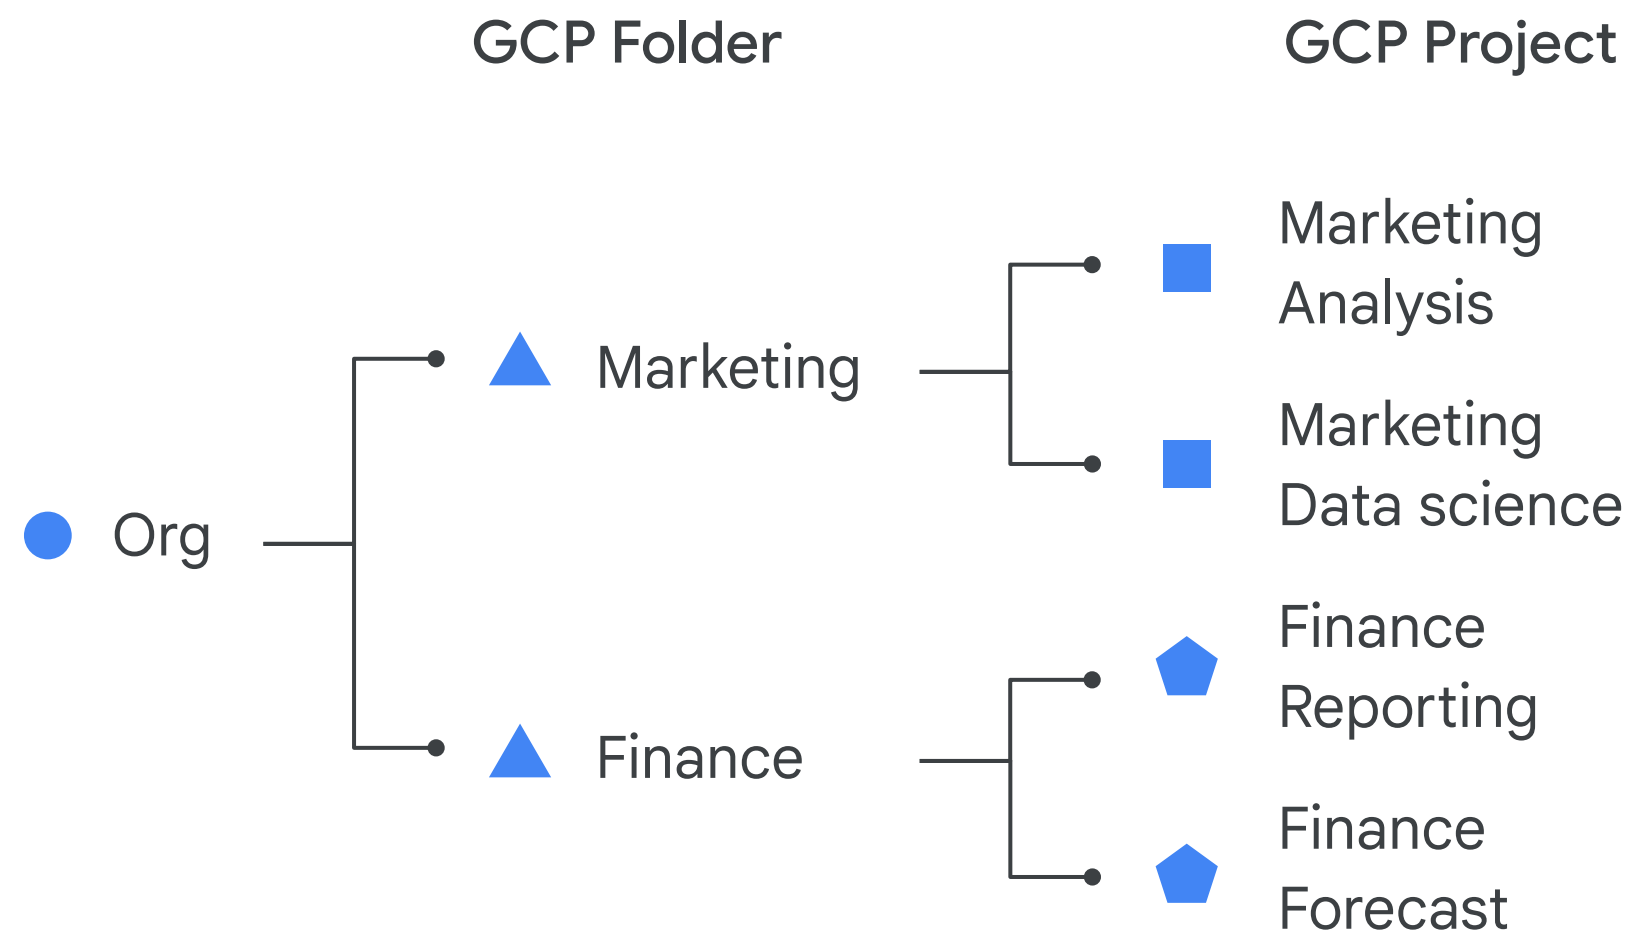 GCP Folder
GCP Project
Org
Marketing
Marketing
Analysis
Marketing
Data science
Finance
Finance
Reporting
Finance
Forecast